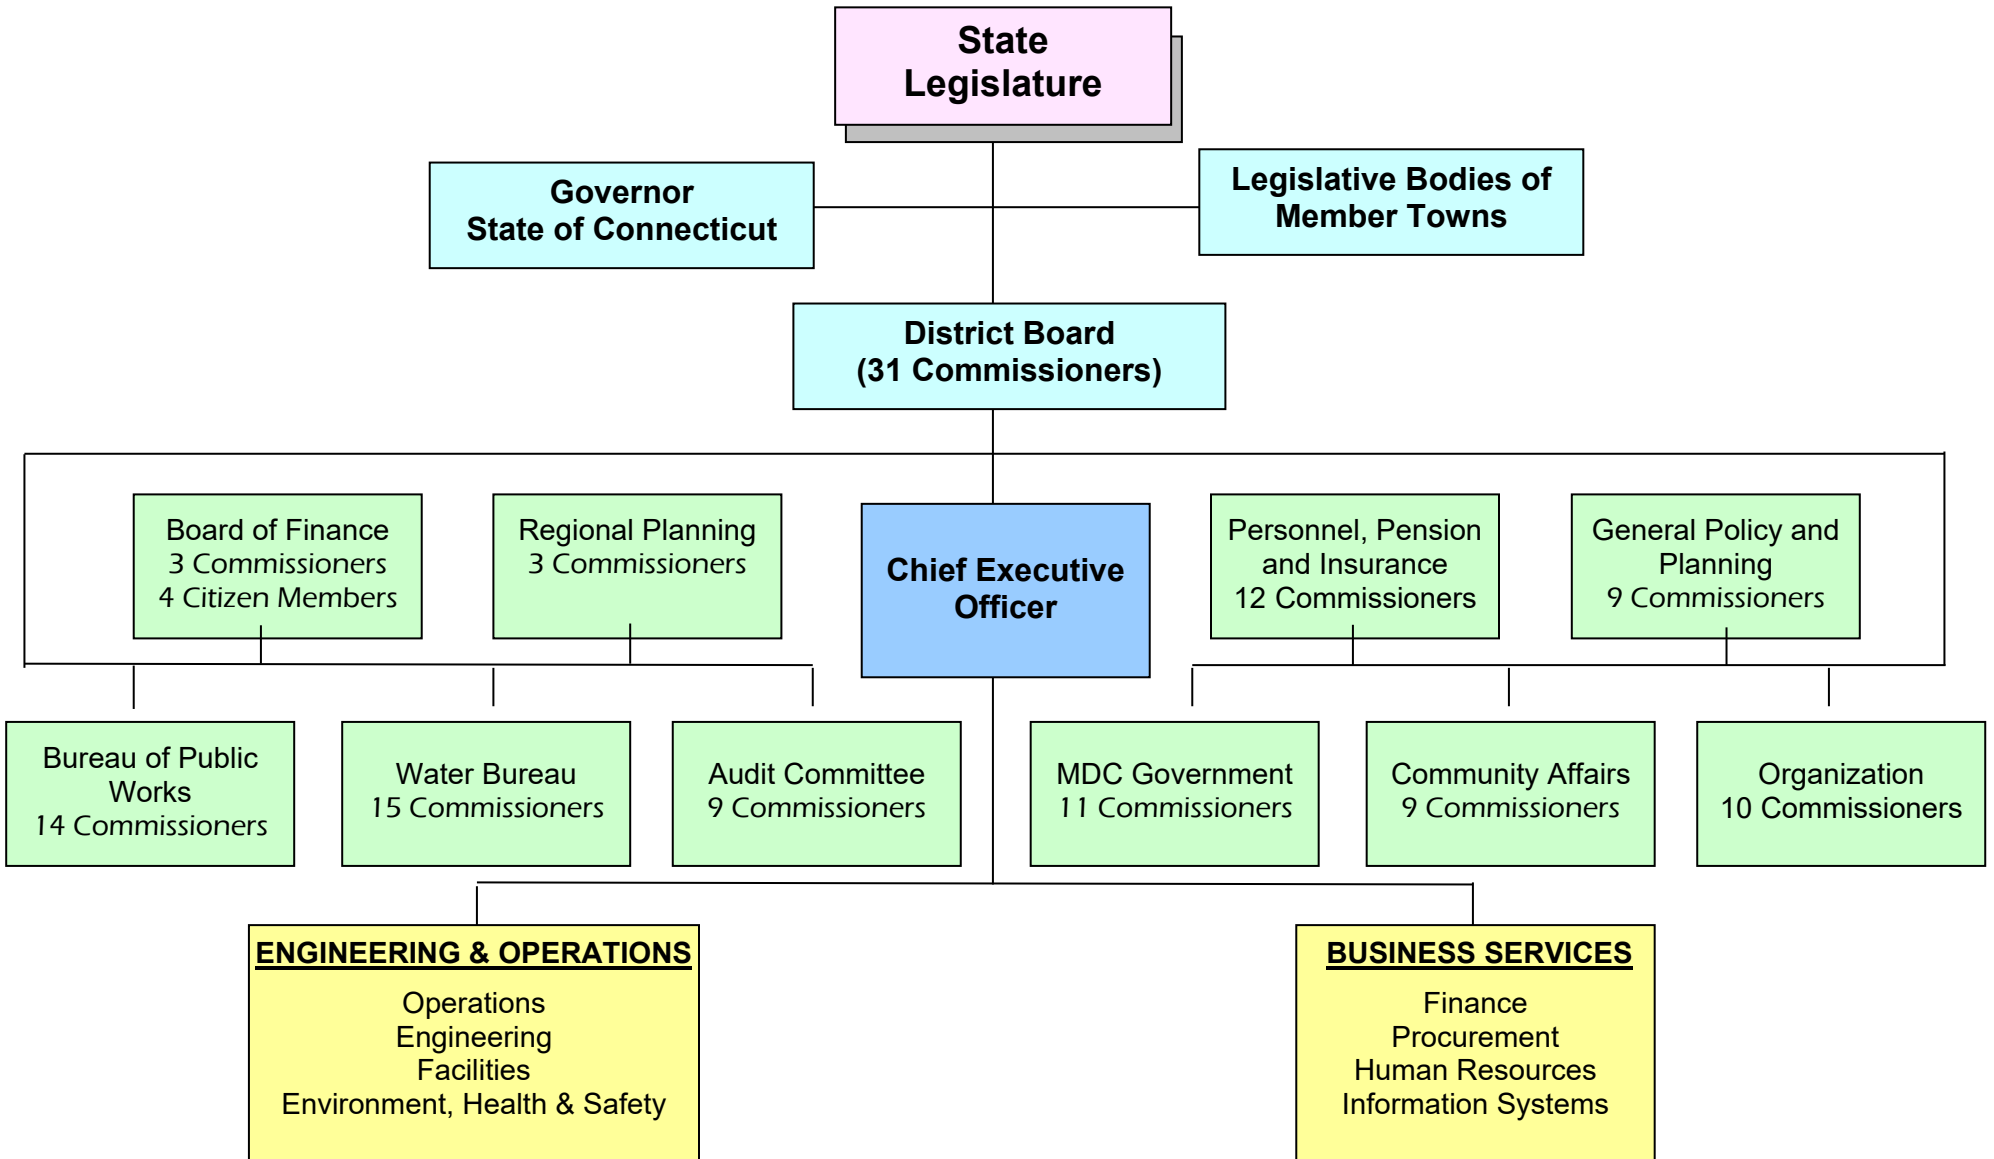 State
Legislature
Governor
State of Connecticut
Legislative Bodies of
Member Towns
District Board
(31 Commissioners)
Board of Finance
3 Commissioners
4 Citizen Members
Regional Planning
3 Commissioners
Chief Executive
Officer
Personnel, Pension
and Insurance
12 Commissioners
General Policy and
Planning
9 Commissioners
Bureau of Public
Works
14 Commissioners
Water Bureau
15 Commissioners
Audit Committee
9 Commissioners
MDC Government
11 Commissioners
Community Affairs
9 Commissioners
Organization
10 Commissioners
ENGINEERING & OPERATIONS
Operations
Engineering
Facilities
Environment, Health & Safety
BUSINESS SERVICES
Finance
Procurement
Human Resources
Information Systems